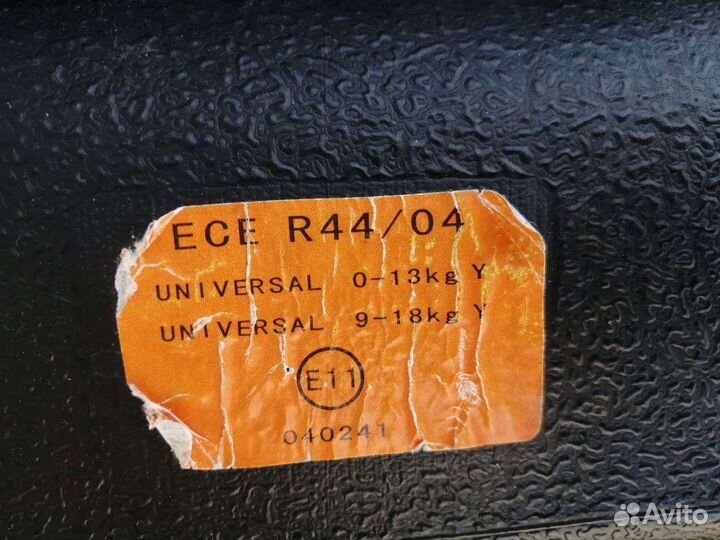 ECE R44/04
UNIVERSAL 0-13kg Y
UNIVERSAL 9-18kg Y
E11
040241
Avito